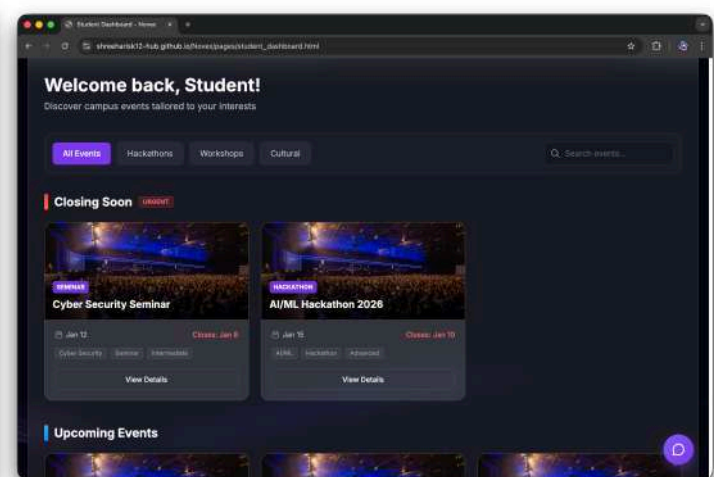 Student Dashboard - Noves
shreeharisk12-hub.github.io/Noves/pages/student_dashboard.html
Welcome back, Student!
Discover campus events tailored to your interests
All Events Hackathons Workshops Cultural Search events...
Closing Soon URGENT
SEMINAR HACKATHON
Cyber Security Seminar AI/ML Hackathon 2026
Jan 12 Closes: Jan 8 Jan 15 Closes: Jan 10
Cyber Security Seminar Intermediate AI/ML Hackathon Advanced
View Details View Details
Upcoming Events